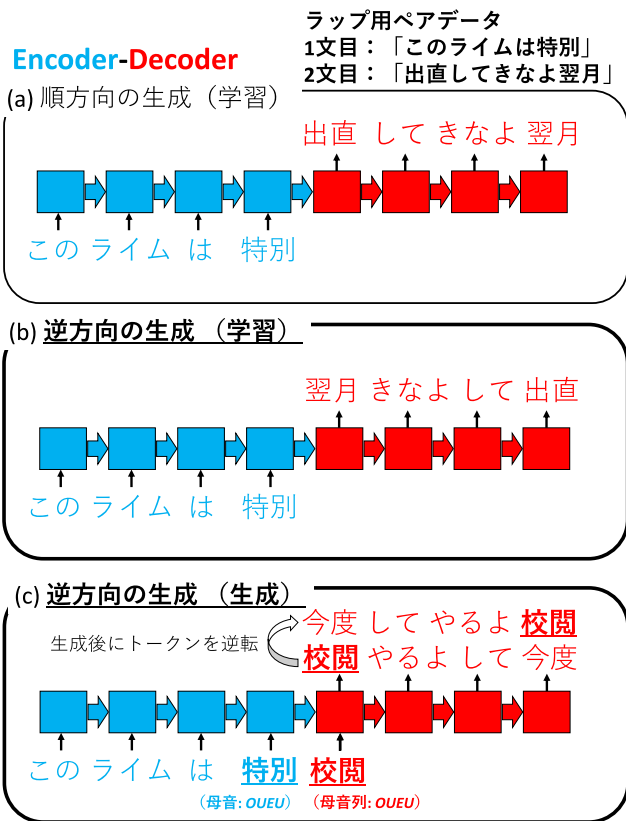 ラップ用ペアデータ
1文目：「このライムは特別」
2文目：「出直してきなよ翌月」
Encoder-Decoder
(a) 順方向の生成（学習）
出直 して きなよ 翌月
この ライム は 特別
(b) 逆方向の生成 （学習）
翌月 きなよ して 出直
この ライム は 特別
(c) 逆方向の生成 （生成）
今度 して やるよ 校閲
生成後にトークンを逆転
校閲 やるよ して 今度
この ライム は 特別 校閲
（母音: OUEU） （母音列: OUEU）